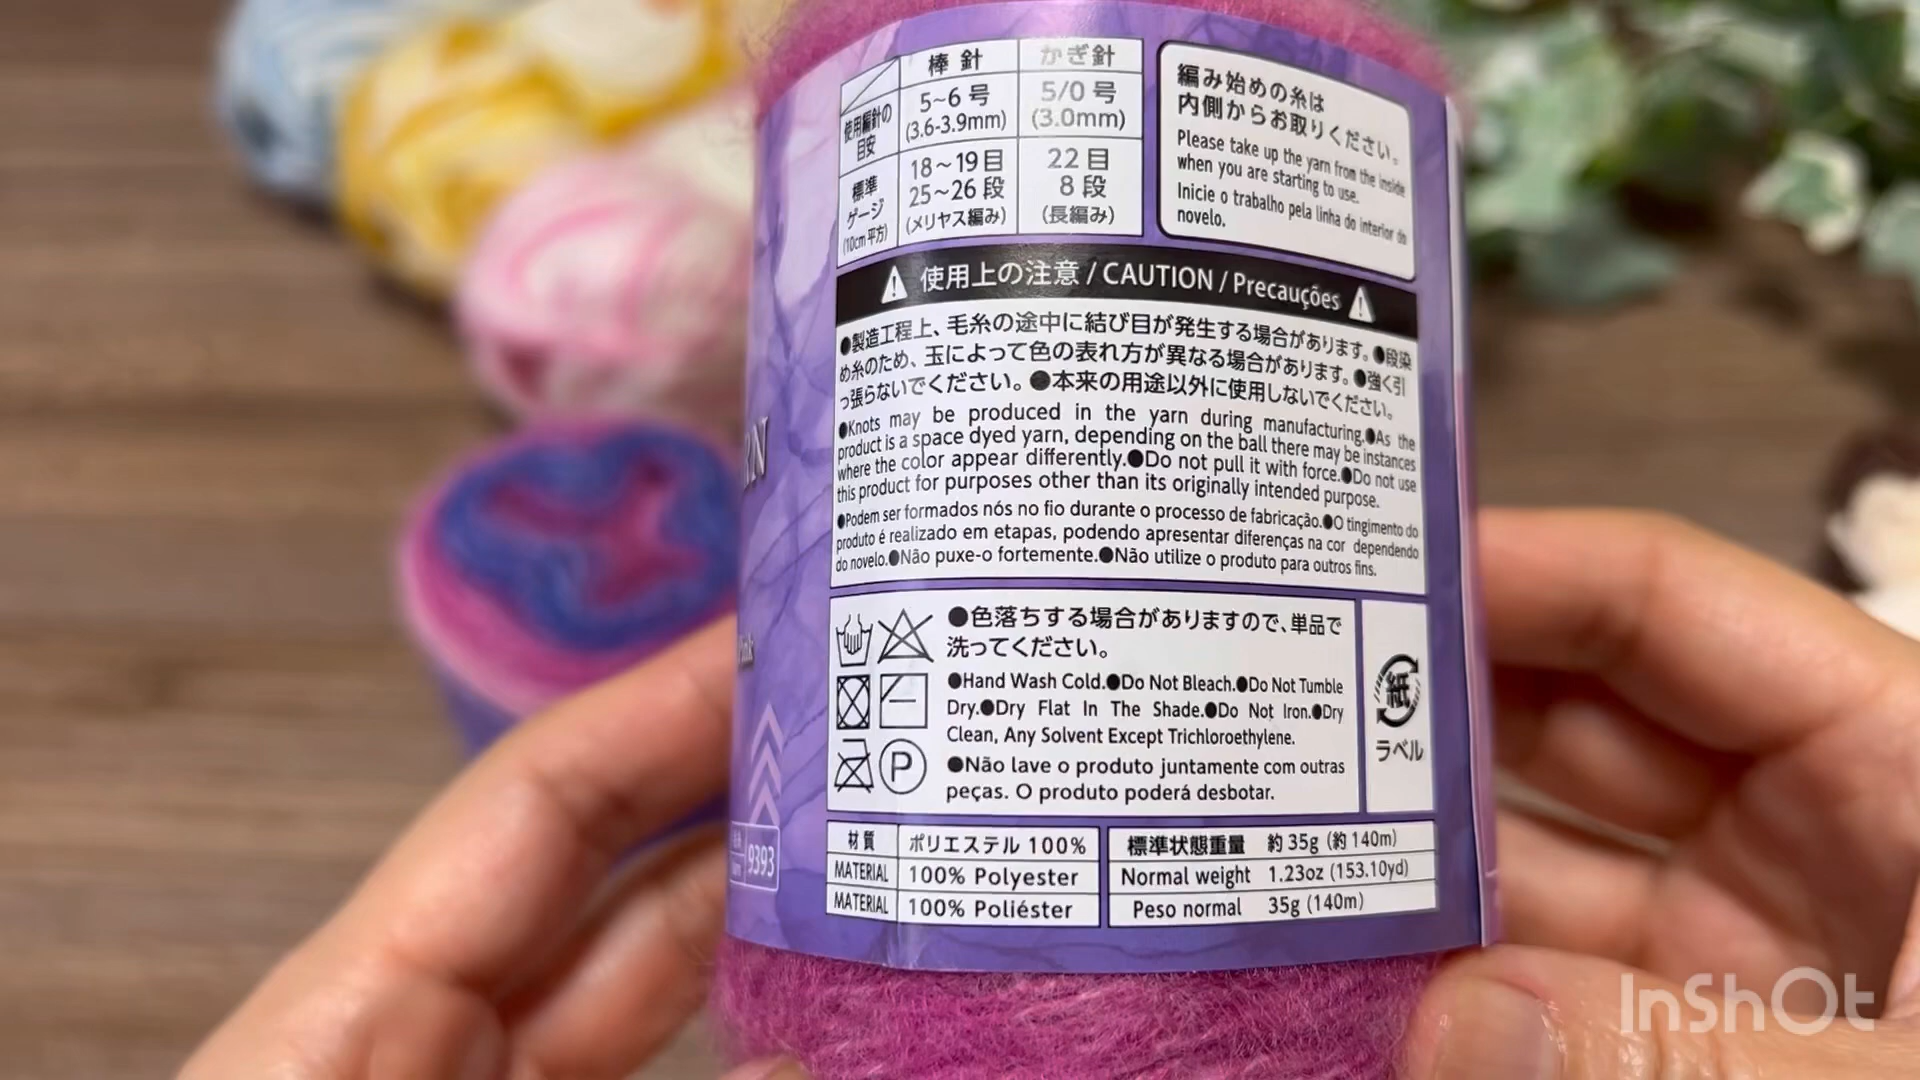 棒針
かぎ針
使用編針の
目安
5~6号
(3.6-3.9mm)
5/0号
(3.0mm)
標準
ゲージ
(10cm平方)
18~19目
25~26段
(メリヤス編み)
22目
8段
(長編み)
編み始めの糸は
内側からお取りください。
Please take up the yarn from the inside
when you are starting to use.
Inicie o trabalho pela linha do interior do
novelo.
使用上の注意 / CAUTION / Precauções
●製造工程上、毛糸の途中に結び目が発生する場合があります。●段染
め糸のため、玉によって色の表れ方が異なる場合があります。●強く引
っ張らないでください。●本来の用途以外に使用しないでください。
●Knots may be produced in the yarn during manufacturing.●As the
product is a space dyed yarn, depending on the ball there may be instances
where the color appear differently.●Do not pull it with force.●Do not use
this product for purposes other than its originally intended purpose.
●Podem ser formados nós no fio durante o processo de fabricação.●O tingimento do
produto é realizado em etapas, podendo apresentar diferenças na cor dependendo
do novelo.●Não puxe-o fortemente.●Não utilize o produto para outros fins.
●色落ちする場合がありますので、単品で
洗ってください。
●Hand Wash Cold.●Do Not Bleach.●Do Not Tumble
Dry.●Dry Flat In The Shade.●Do Not Iron.●Dry
Clean, Any Solvent Except Trichloroethylene.
●Não lave o produto juntamente com outras
peças. O produto poderá desbotar.
P
紙
ラベル
材質 ポリエステル 100%
MATERIAL 100% Polyester
MATERIAL 100% Poliéster
標準状態重量 約35g (約140m)
Normal weight 1.23oz (153.10yd)
Peso normal 35g (140m)
9393
InShOt